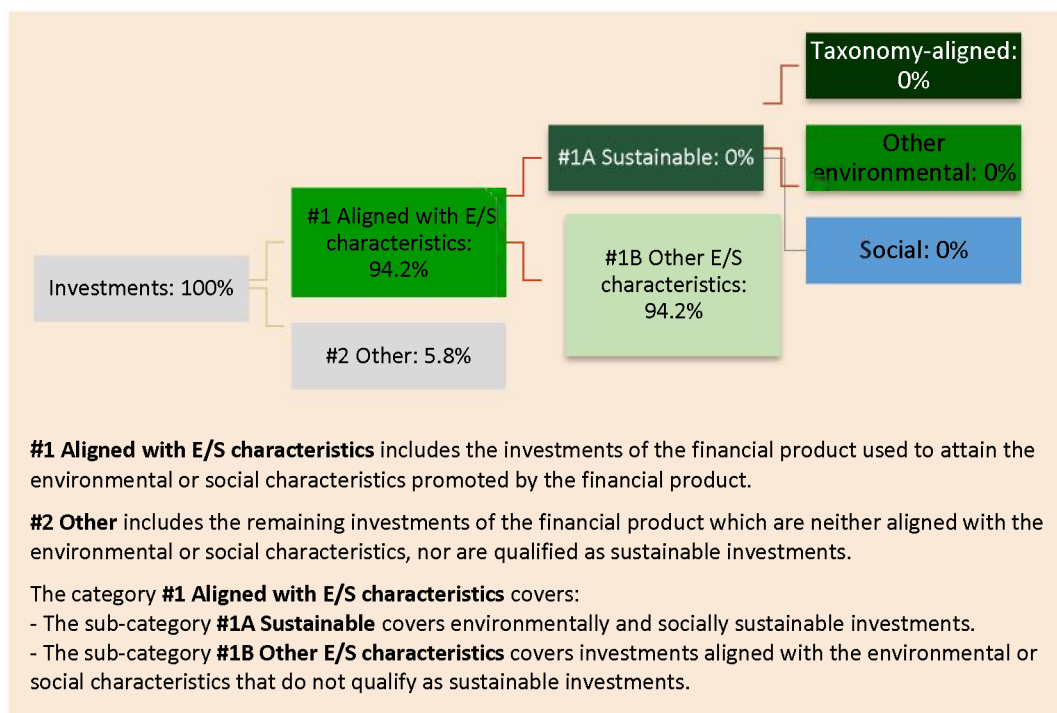 Taxonomy-aligned:
0%
#1A Sustainable: 0%
Other
environmental: 0%
#1 Aligned with E/S
characteristics:
94.2%
#1B Other E/S
characteristics:
94.2%
Social: 0%
Investments: 100%
#2 Other: 5.8%
#1 Aligned with E/S characteristics includes the investments of the financial product used to attain the
environmental or social characteristics promoted by the financial product.
#2 Other includes the remaining investments of the financial product which are neither aligned with the
environmental or social characteristics, nor are qualified as sustainable investments.
The category #1 Aligned with E/S characteristics covers:
- The sub-category #1A Sustainable covers environmentally and socially sustainable investments.
- The sub-category #1B Other E/S characteristics covers investments aligned with the environmental or
social characteristics that do not qualify as sustainable investments.